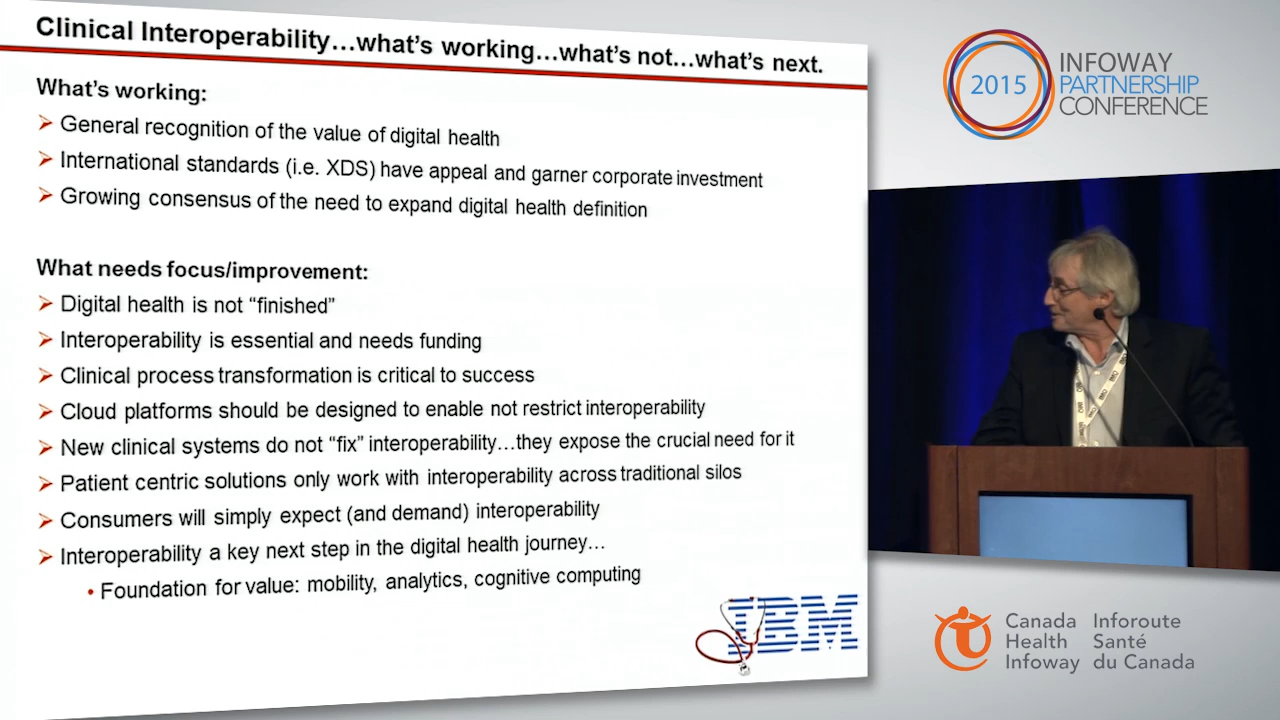 Clinical Interoperability…what's working…what's not…what's next.
What's working:
General recognition of the value of digital health
International standards (i.e. XDS) have appeal and garner corporate investment
Growing consensus of the need to expand digital health definition
What needs focus/improvement:
Digital health is not “finished”
Interoperability is essential and needs funding
Clinical process transformation is critical to success
Cloud platforms should be designed to enable not restrict interoperability
New clinical systems do not “fix” interoperability…they expose the crucial need for it
Patient centric solutions only work with interoperability across traditional silos
Consumers will simply expect (and demand) interoperability
Interoperability a key next step in the digital health journey…
• Foundation for value: mobility, analytics, cognitive computing
IBM
2015
INFOWAY
PARTNERSHIP
CONFERENCE
Canada
Health
Infoway
Inforoute
Santé
du Canada